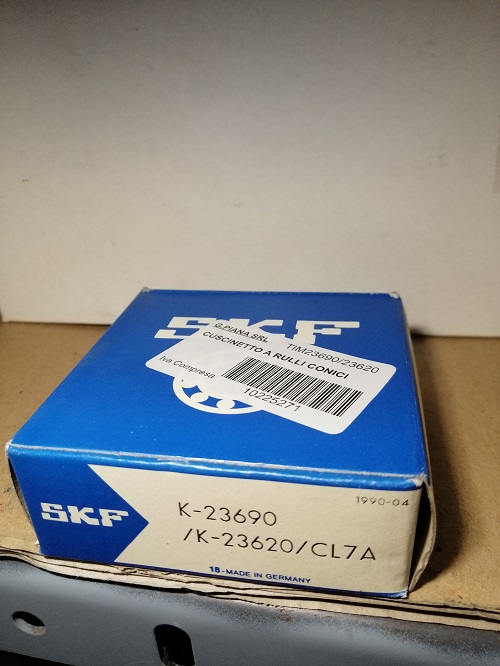 SKF
G.PIANA SRL TIM23690/23620
CUSCINETTO A RULLI CONICI
Iva Compresa
10225271
SKF
1990-04
K-23690
/K-23620/CL7A
18-MADE IN GERMANY